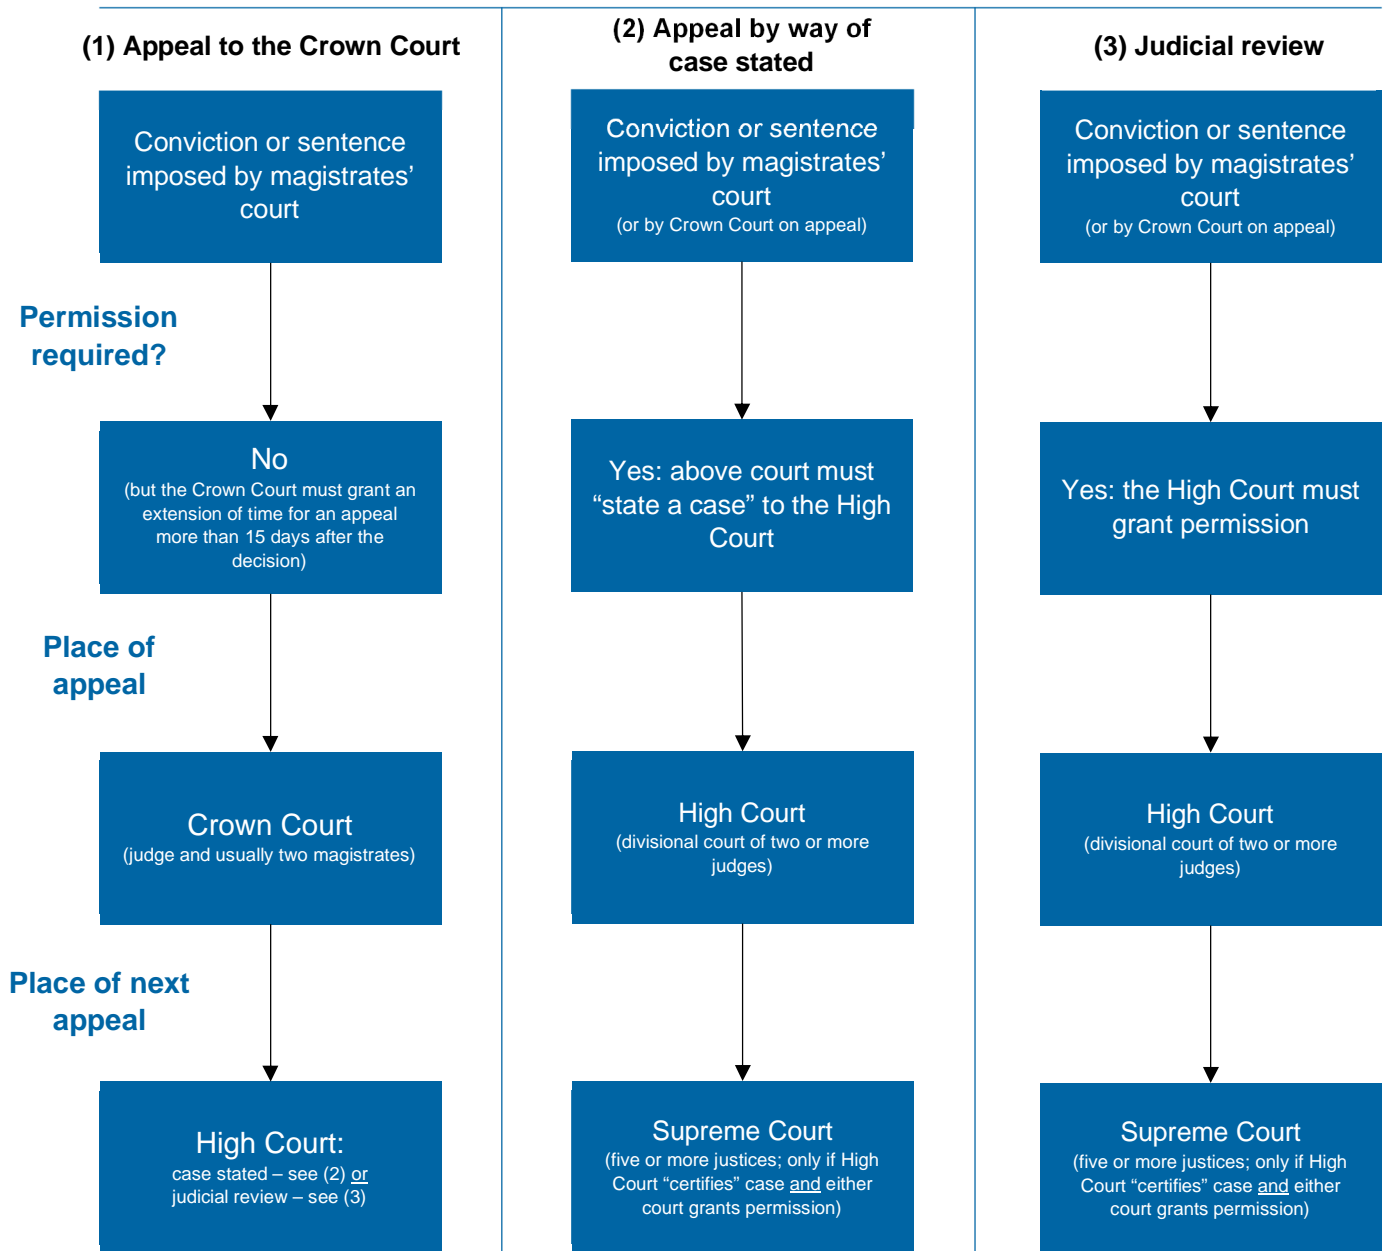 (1) Appeal to the Crown Court
(2) Appeal by way of
case stated
(3) Judicial review
Conviction or sentence
imposed by magistrates’
court
Conviction or sentence
imposed by magistrates’
court
(or by Crown Court on appeal)
Conviction or sentence
imposed by magistrates’
court
(or by Crown Court on appeal)
Permission
required?
No
(but the Crown Court must grant an
extension of time for an appeal
more than 15 days after the
decision)
Yes: above court must
“state a case” to the High
Court
Yes: the High Court must
grant permission
Place of
appeal
Crown Court
(judge and usually two magistrates)
High Court
(divisional court of two or more
judges)
High Court
(divisional court of two or more
judges)
Place of next
appeal
High Court:
case stated – see (2) or
judicial review – see (3)
Supreme Court
(five or more justices; only if High
Court “certifies” case and either
court grants permission)
Supreme Court
(five or more justices; only if High
Court “certifies” case and either
court grants permission)